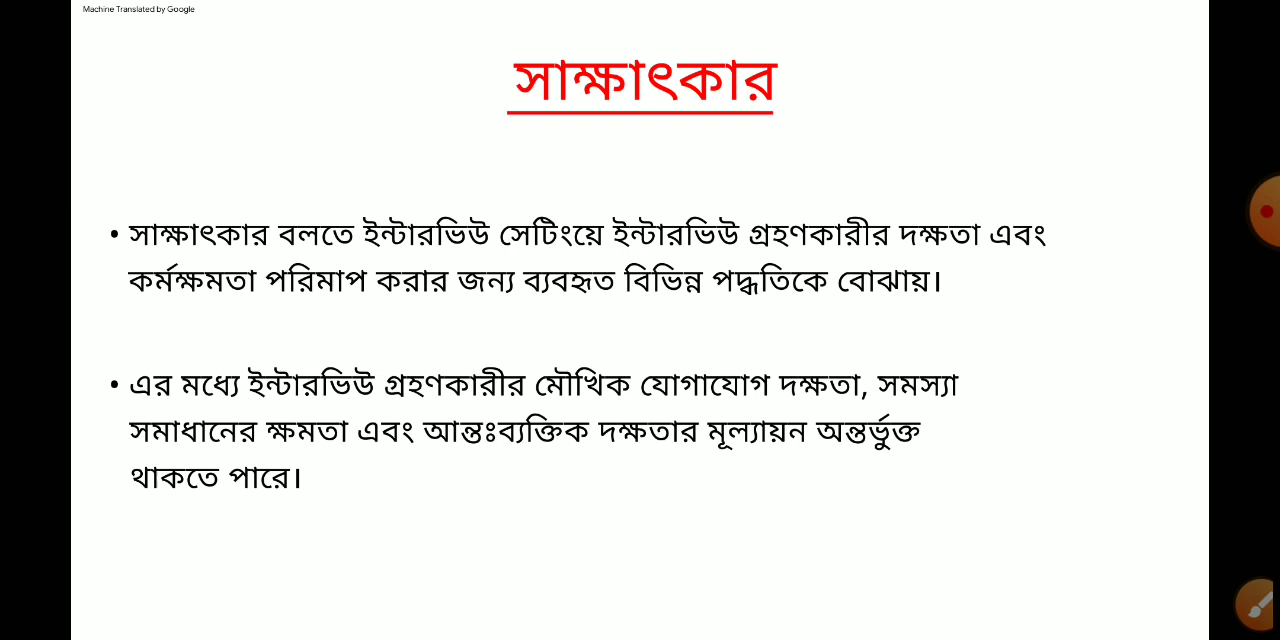 Machine Translated by Google
সাক্ষাৎকার
• সাক্ষাৎকার বলতে ইন্টারভিউ সেটিংয়ে ইন্টারভিউ গ্রহণকারীর দক্ষতা এবং
কর্মক্ষমতা পরিমাপ করার জন্য ব্যবহৃত বিভিন্ন পদ্ধতিকে বোঝায়।
• এর মধ্যে ইন্টারভিউ গ্রহণকারীর মৌখিক যোগাযোগ দক্ষতা, সমস্যা
সমাধানের ক্ষমতা এবং আন্তঃব্যক্তিক দক্ষতার মূল্যায়ন অন্তর্ভুক্ত
থাকতে পারে।